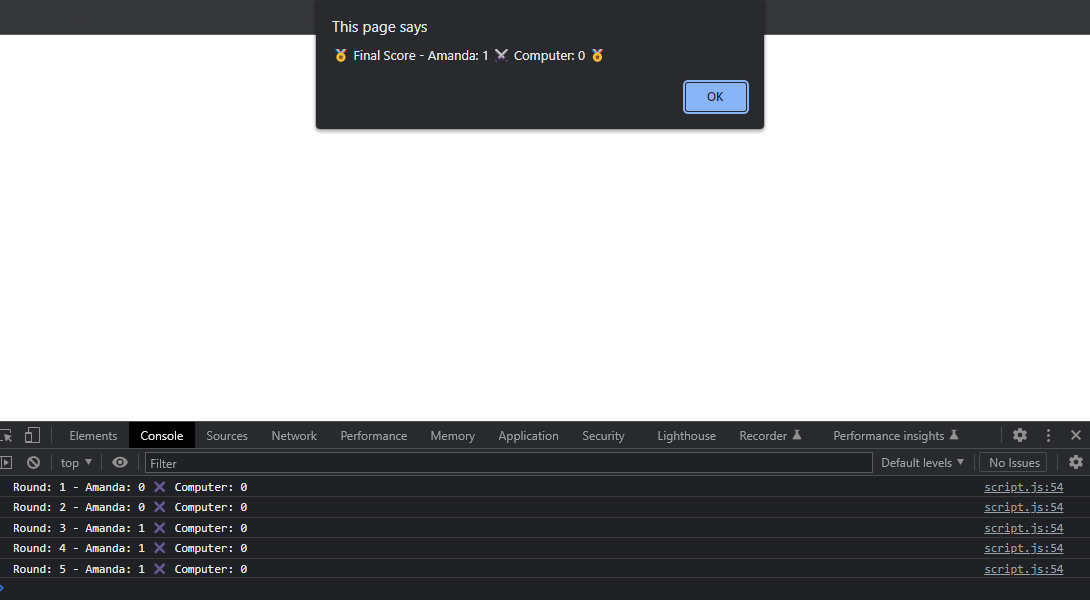 This page says
🏅 Final Score - Amanda: 1 ⚔️ Computer: 0 🏅
OK
Elements Console Sources Network Performance Memory Application Security Lighthouse Recorder Performance insights
top Filter Default levels No Issues
Round: 1 - Amanda: 0 ✖️ Computer: 0 script.js:54
Round: 2 - Amanda: 0 ✖️ Computer: 0 script.js:54
Round: 3 - Amanda: 1 ✖️ Computer: 0 script.js:54
Round: 4 - Amanda: 1 ✖️ Computer: 0 script.js:54
Round: 5 - Amanda: 1 ✖️ Computer: 0 script.js:54